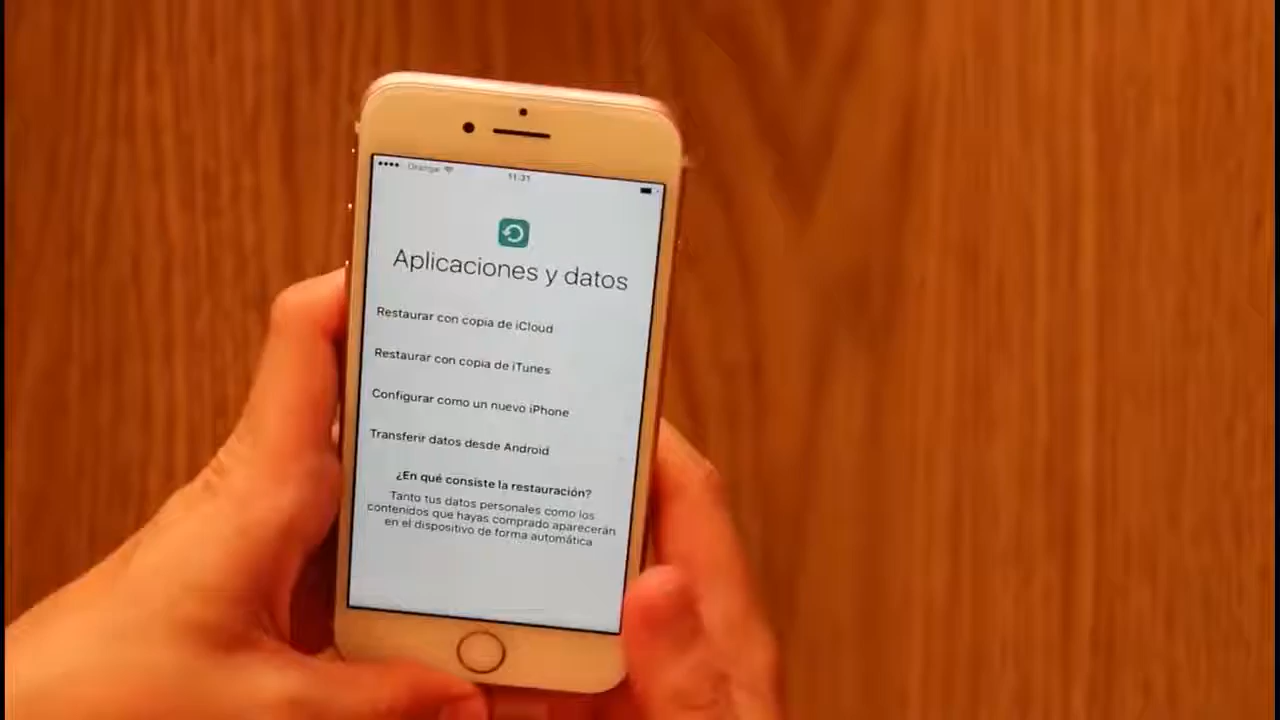 Orange
11:31
Aplicaciones y datos
Restaurar con copia de iCloud
Restaurar con copia de iTunes
Configurar como un nuevo iPhone
Transferir datos desde Android
¿En qué consiste la restauración?
Tanto tus datos personales como los
contenidos que hayas comprado aparecerán
en el dispositivo de forma automática